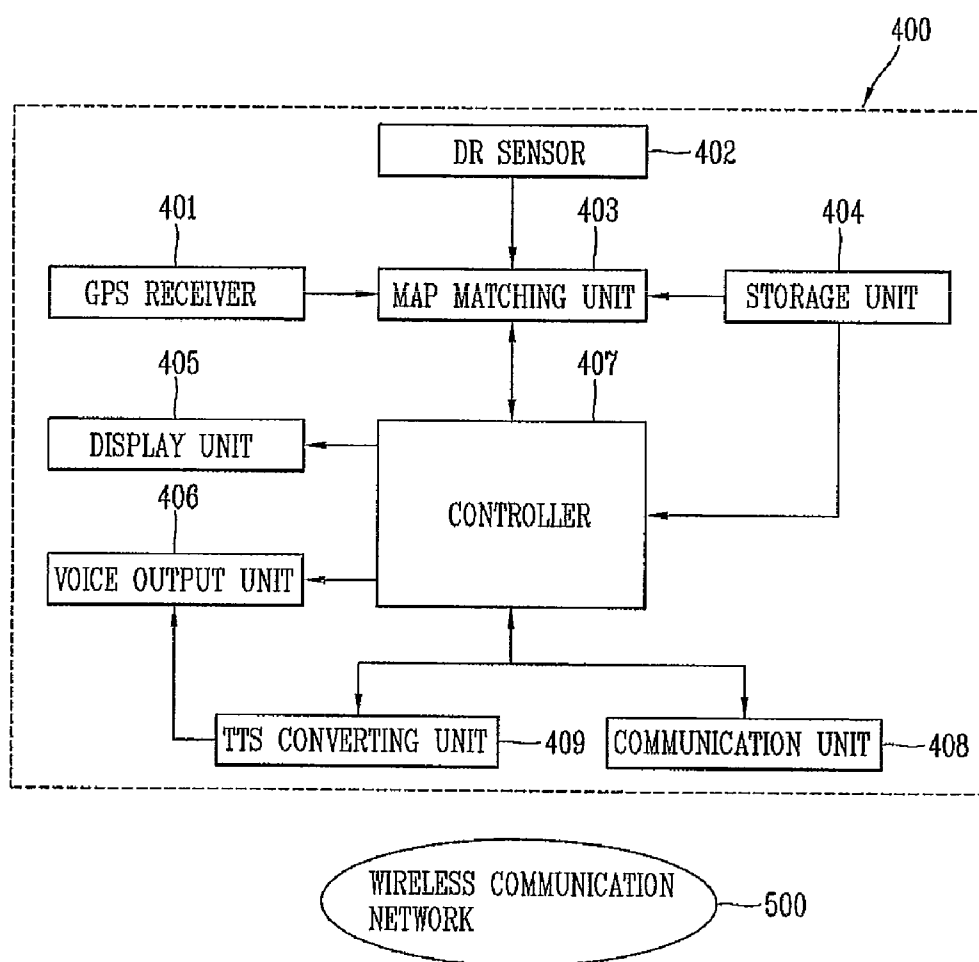 400
DR SENSOR
402
401
403
404
GPS RECEIVER
MAP MATCHING UNIT
STORAGE UNIT
405
407
DISPLAY UNIT
406
CONTROLLER
VOICE OUTPUT UNIT
TTS CONVERTING UNIT
409
COMMUNICATION UNIT
408
WIRELESS COMMUNICATION
NETWORK
500